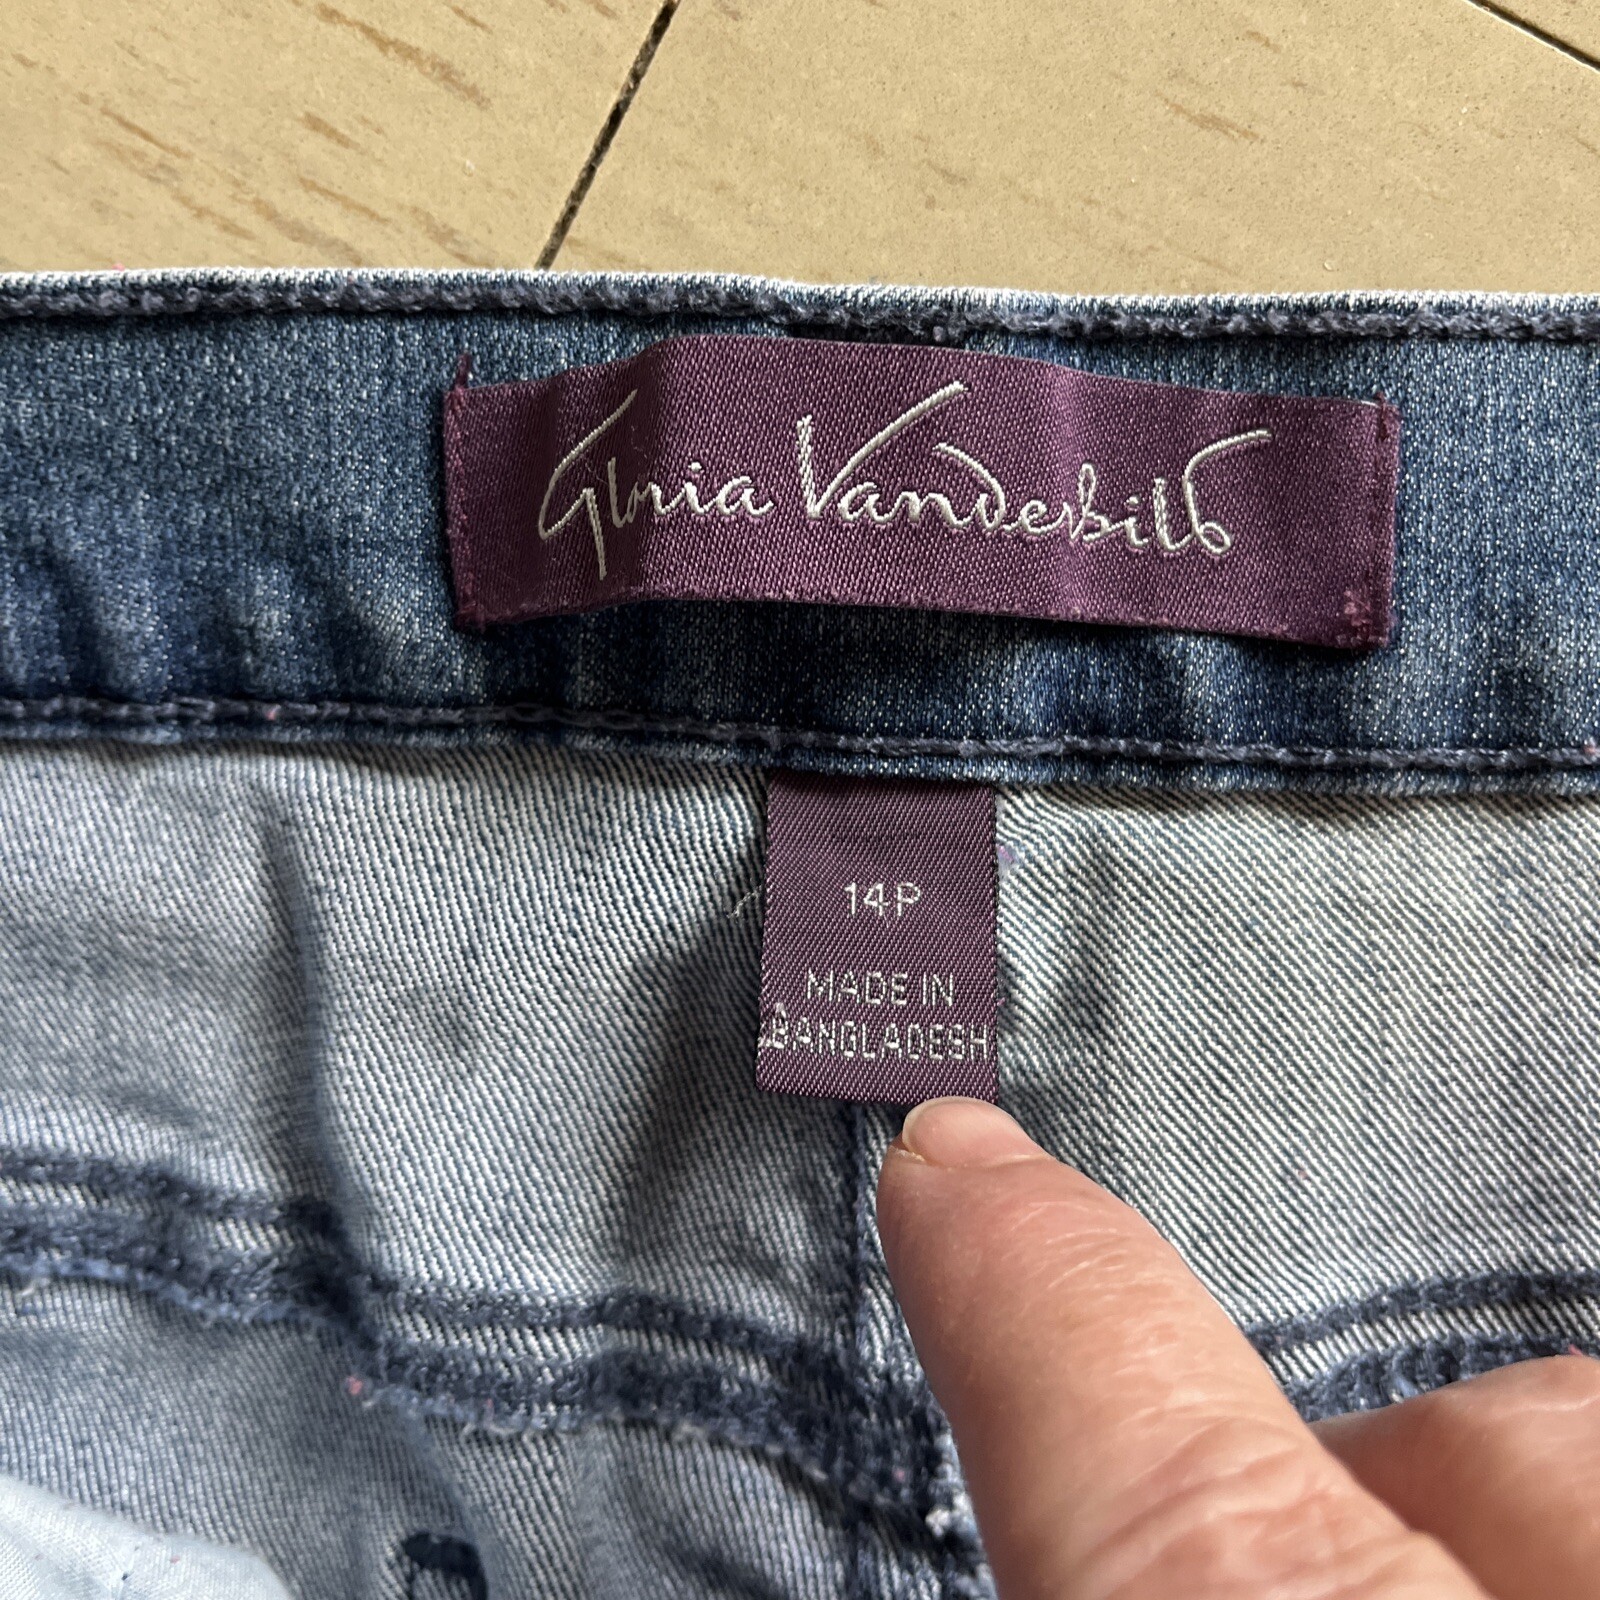 Gloria Vanderbilt
14P
MADE IN
BANGLADESH